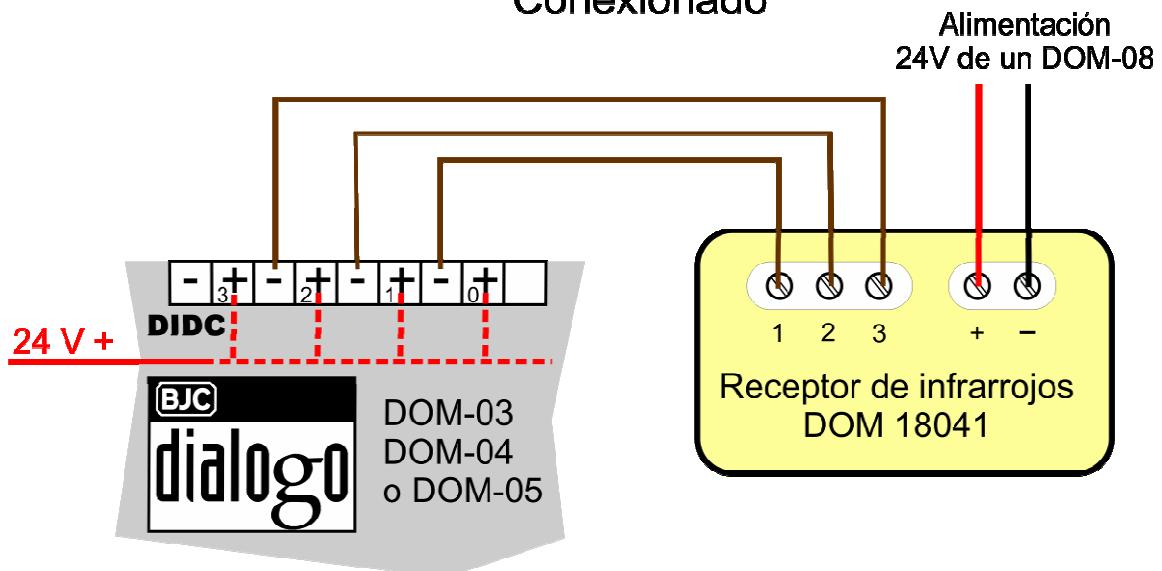 Conexionado
Alimentación
24V de un DOM-08
- 3+ - 2+ - 1+ - 0+
DIDC
24 V +
1 2 3 + –
BJC
dialogo
DOM-03
DOM-04
o DOM-05
Receptor de infrarrojos
DOM 18041